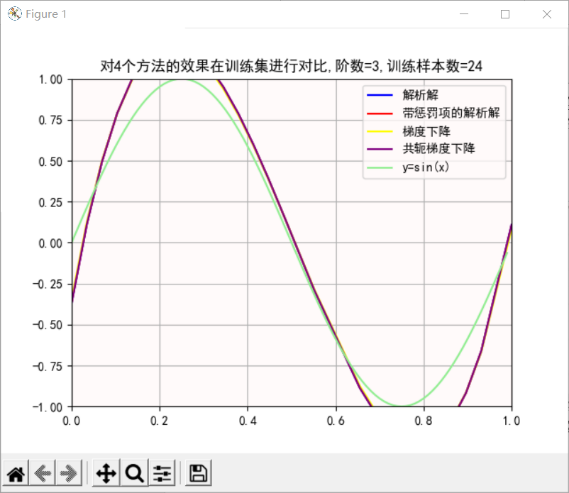 Figure 1
对4个方法的效果在训练集进行对比,阶数=3,训练样本数=24
1.00
0.75
0.50
0.25
0.00
−0.25
−0.50
−0.75
−1.00
0.0 0.2 0.4 0.6 0.8 1.0
解析解
带惩罚项的解析解
梯度下降
共轭梯度下降
y=sin(x)